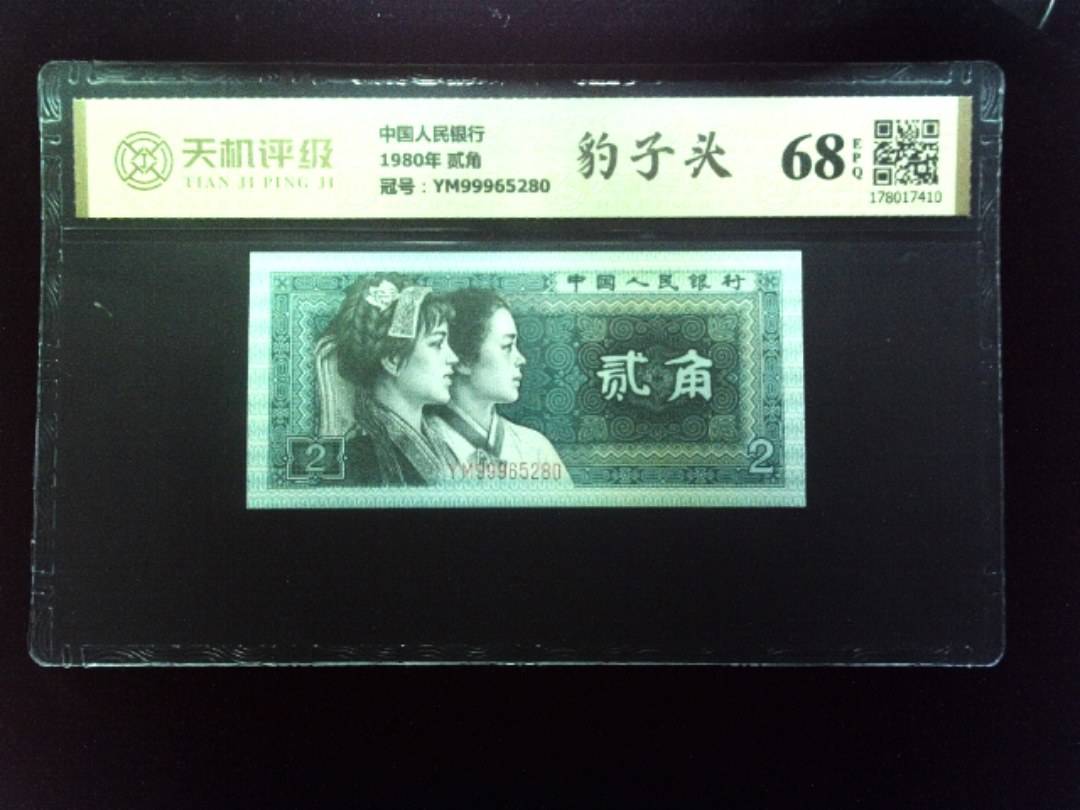 天机评级
TIAN JI PING JI
中国人民银行
1980年 贰角
冠号：YM99965280
豹子头
68
EPQ
178017410
中国人民银行
贰角
2
2
YM99965280